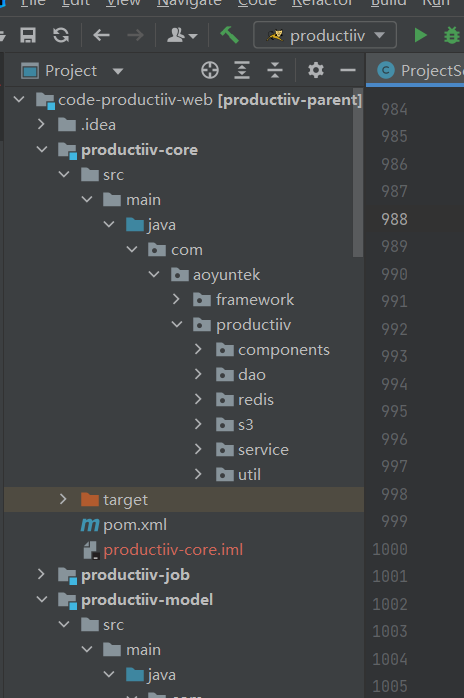 File Edit View Navigate Code Refactor Build Run
productiiv
Project
code-productiiv-web [productiiv-parent]
.idea
productiiv-core
src
main
java
com
aoyuntek
framework
productiiv
components
dao
redis
s3
service
util
target
pom.xml
productiiv-core.iml
productiiv-job
productiiv-model
src
main
java
com
C ProjectSe
984
985
986
987
988
989
990
991
992
993
994
995
996
997
998
999
1000
1001
1002
1003
1004
1005